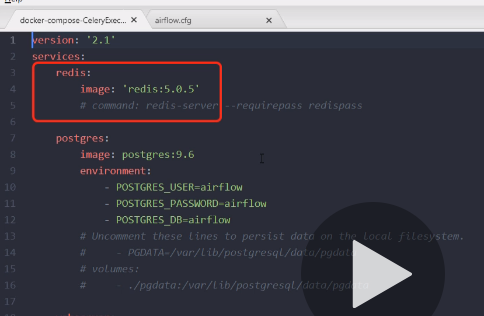 docker-compose-CeleryExec... ×
airflow.cfg ×
1 version: '2.1'
2 services:
3 redis:
4 image: 'redis:5.0.5'
5 # command: redis-server --requirepass redispass
6
7 postgres:
8 image: postgres:9.6
9 environment:
10 - POSTGRES_USER=airflow
11 - POSTGRES_PASSWORD=airflow
12 - POSTGRES_DB=airflow
13 # Uncomment these lines to persist data on the local filesystem.
14 # - PGDATA=/var/lib/postgresql/data/pgdata
15 # volumes:
16 # - ./pgdata:/var/lib/postgresql/data/pgdata
17